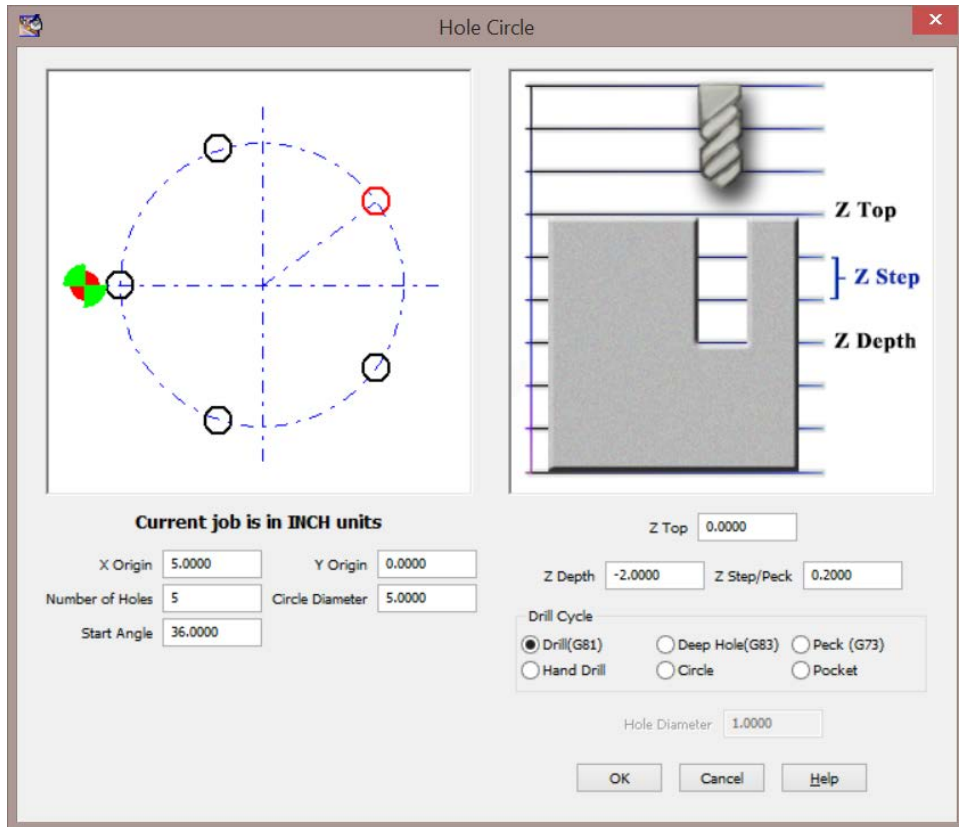 Hole Circle
x
Z Top
Z Step
Z Depth
Current job is in INCH units
X Origin 5.0000 Y Origin 0.0000
Number of Holes 5 Circle Diameter 5.0000
Start Angle 36.0000
Z Top 0.0000
Z Depth -2.0000 Z Step/Peck 0.2000
Drill Cycle
Drill(G81) Deep Hole(G83) Peck (G73)
Hand Drill Circle Pocket
Hole Diameter 1.0000
OK Cancel Help